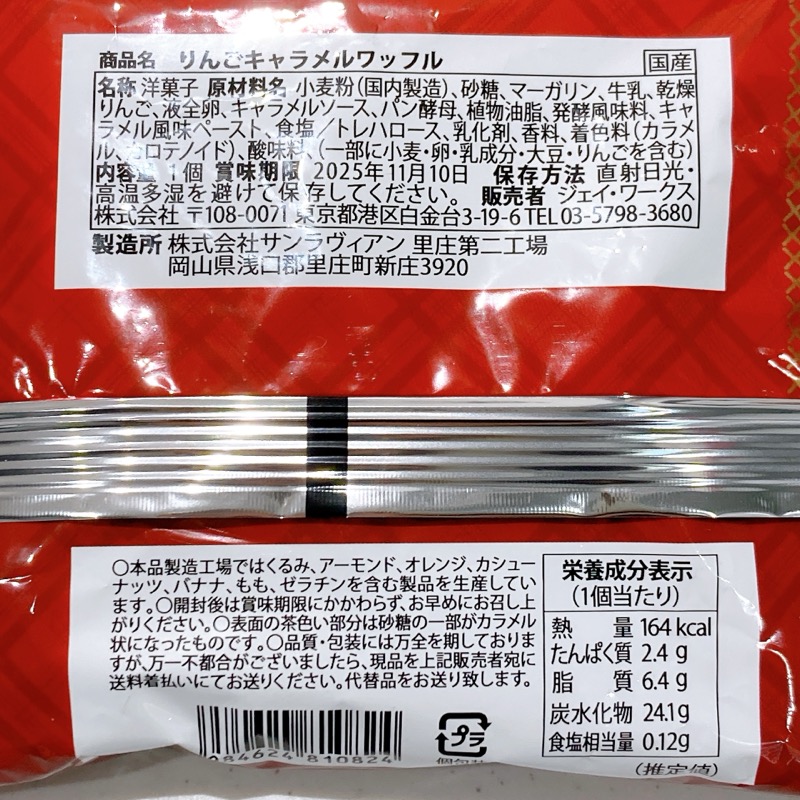 商品名 りんごキャラメルワッフル 国産
名称 洋菓子 原材料名 小麦粉(国内製造)、砂糖、マーガリン、牛乳、乾燥
りんご、液全卵、キャラメルソース、パン酵母、植物油脂、発酵風味料、キャ
ラメル風味ペースト、食塩/トレハロース、乳化剤、香料、着色料(カラメ
ル、カロテノイド)、酸味料、(一部に小麦・卵・乳成分・大豆・りんごを含む)
内容量 1個 賞味期限 2025年11月10日 保存方法 直射日光・
高温多湿を避けて保存してください。 販売者 ジェイ・ワークス
株式会社 〒108-0071 東京都港区白金台3-19-6 TEL 03-5798-3680
製造所 株式会社サンラヴィアン 里庄第二工場
岡山県浅口郡里庄町新庄3920
○本品製造工場ではくるみ、アーモンド、オレンジ、カシュー
ナッツ、バナナ、もも、ゼラチンを含む製品を生産してい
ます。○開封後は賞味期限にかかわらず、お早めにお召し上
がりください。○表面の茶色い部分は砂糖の一部がカラメル
状になったものです。○品質・包装には万全を期しておりま
すが、万一不都合がございましたら、現品を上記販売者宛に
送料着払いにてお送りください。代替品をお送り致します。
栄養成分表示
(1個当たり)
熱量 164 kcal
たんぱく質 2.4 g
脂質 6.4 g
炭水化物 24.1g
食塩相当量 0.12g
(推定値)
84624 810824
プラ
個包み